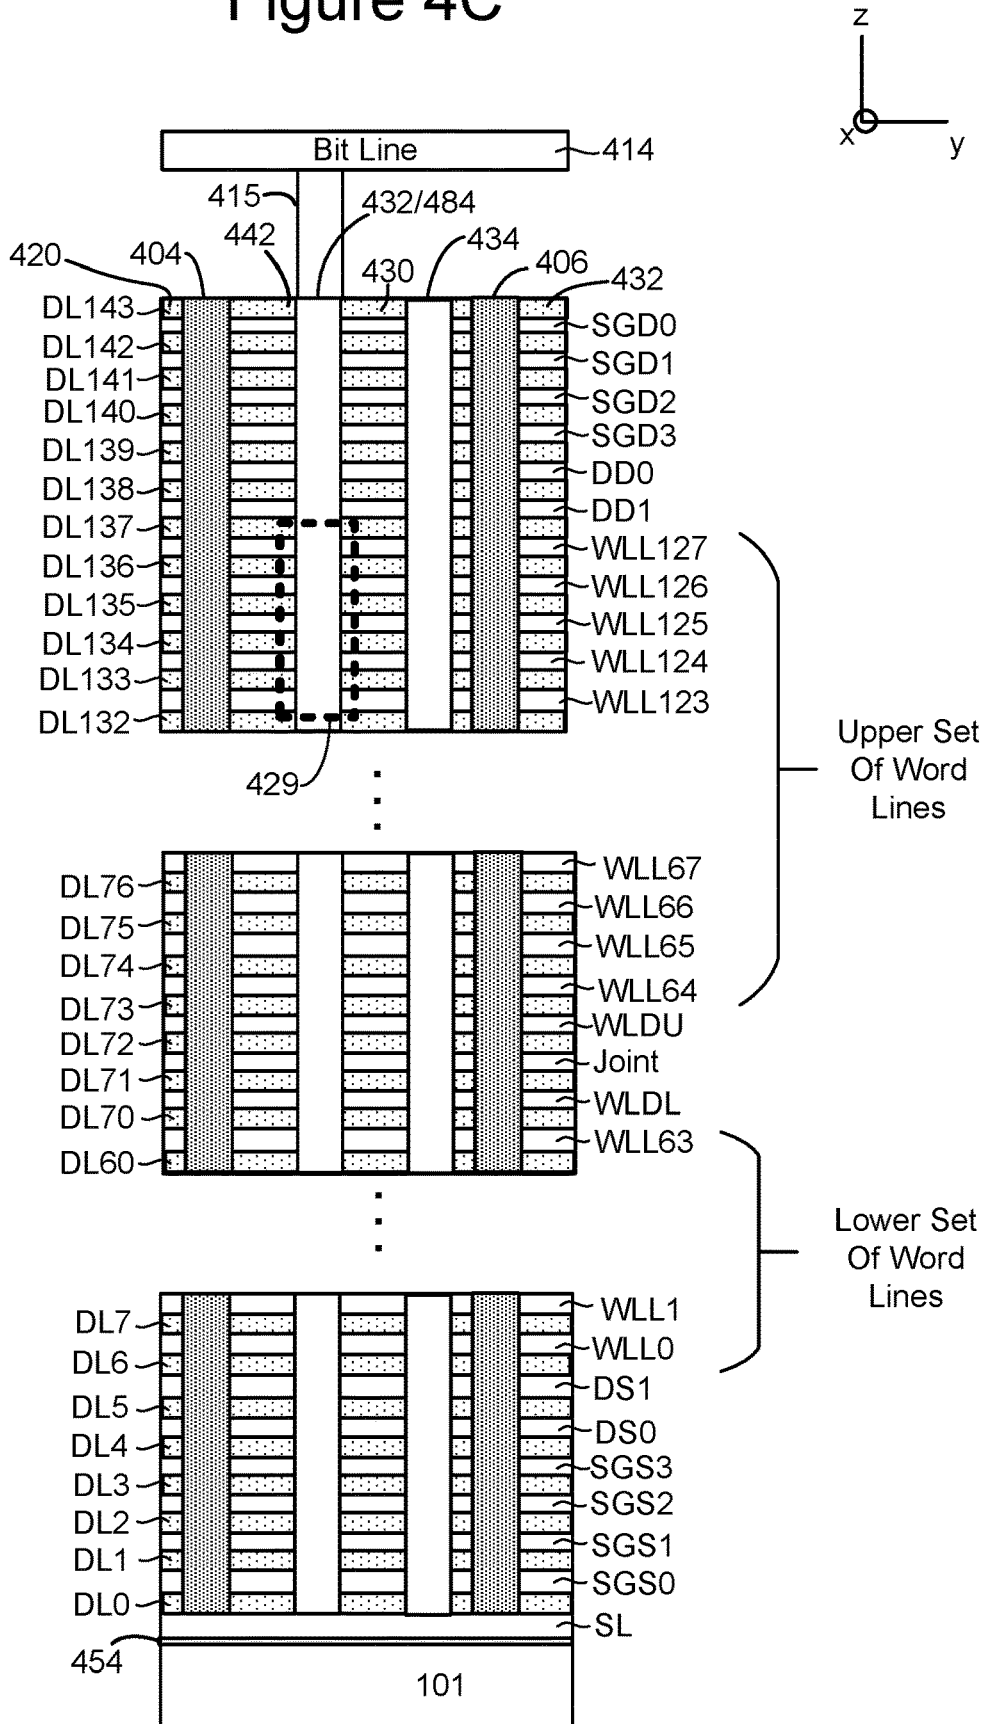 Figure 4C
z
x
y
Bit Line
414
415
432/484
442
434
420
404
430
406
432
DL143
SGD0
DL142
SGD1
DL141
SGD2
DL140
SGD3
DL139
DD0
DL138
DD1
DL137
WLL127
DL136
WLL126
DL135
WLL125
DL134
WLL124
DL133
WLL123
DL132
429
Upper Set
Of Word
Lines
WLL67
DL76
WLL66
DL75
WLL65
DL74
WLL64
DL73
WLDU
DL72
Joint
DL71
WLDL
DL70
WLL63
DL60
Lower Set
Of Word
Lines
WLL1
DL7
WLL0
DL6
DS1
DL5
DS0
DL4
SGS3
DL3
SGS2
DL2
SGS1
DL1
SGS0
DL0
SL
454
101